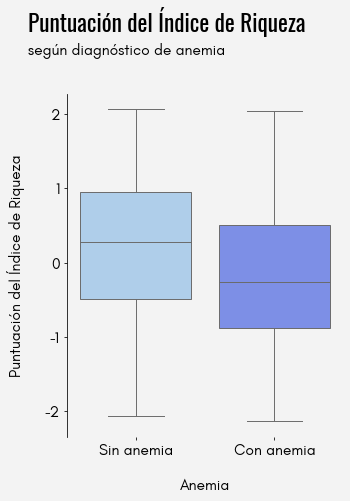 Puntuación del Índice de Riqueza
según diagnóstico de anemia
Puntuación del Índice de Riqueza
2
1
0
-1
-2
Sin anemia
Con anemia
Anemia